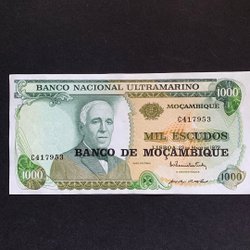 BANCO NACIONAL ULTRAMARINO
MOÇAMBIQUE
C417953
MIL ESCUDOS
BANCO DE MOÇAMBIQUE
C417953
1000
1000